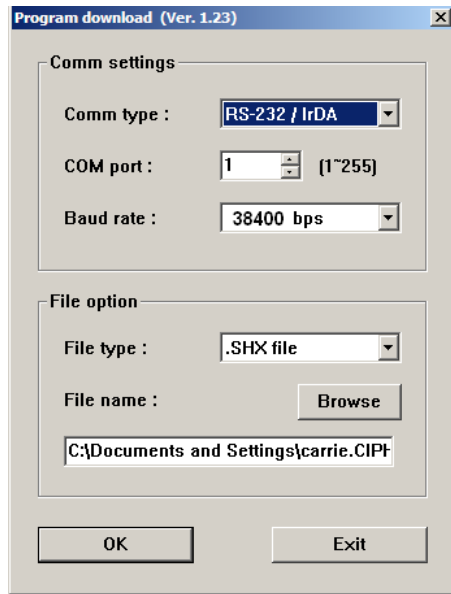 Program download (Ver. 1.23)
Comm settings
Comm type : RS-232 / IrDA
COM port : 1 (1~255)
Baud rate : 38400 bps
File option
File type : .SHX file
File name : Browse
C:\Documents and Settings\carrie.CIPH
OK Exit